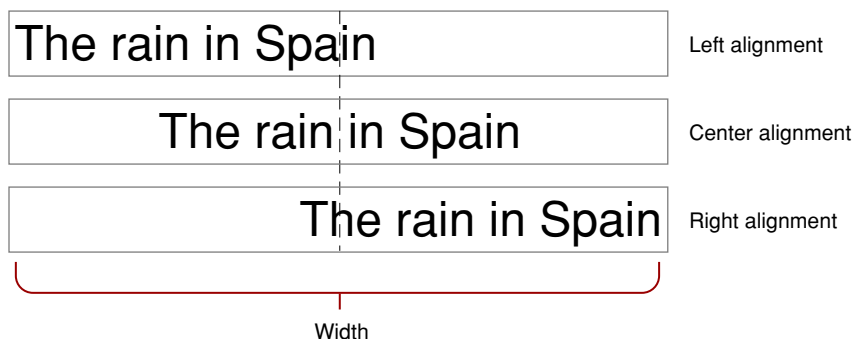 The rain in Spain Left alignment
The rain in Spain Center alignment
The rain in Spain Right alignment
Width